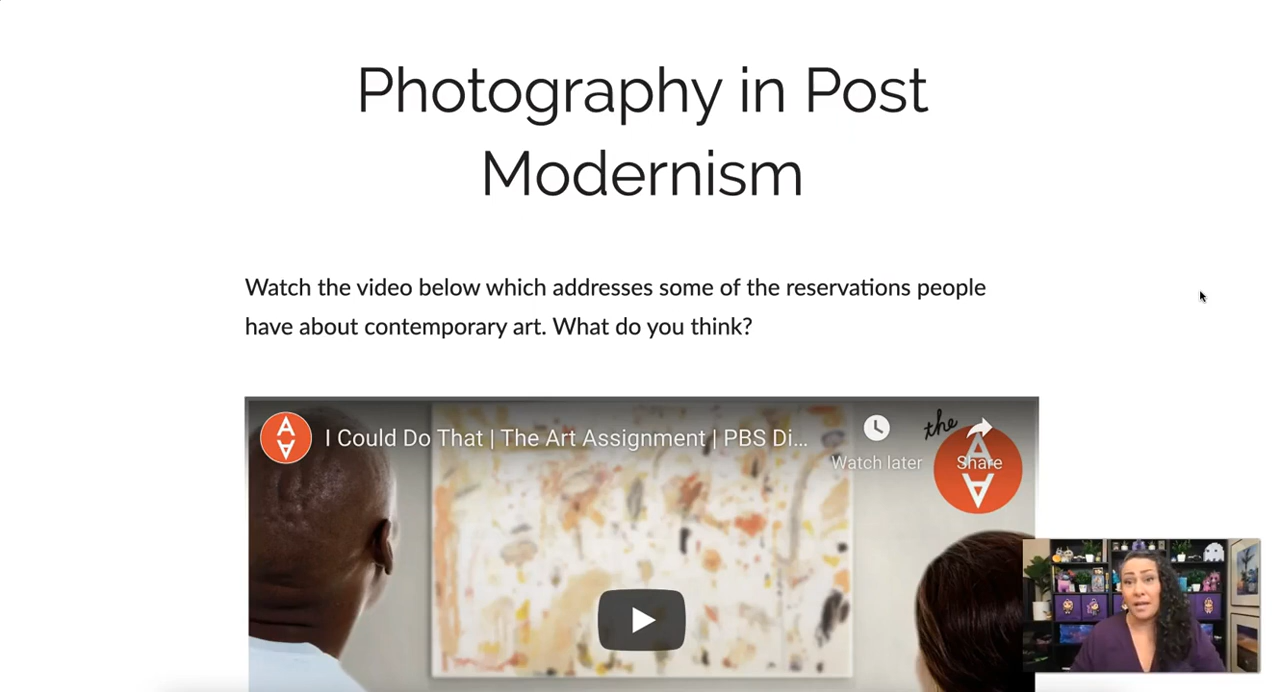 Photography in Post
Modernism
Watch the video below which addresses some of the reservations people
have about contemporary art. What do you think?
I Could Do That | The Art Assignment | PBS Di...
Watch later
Share
the
A
A
A
A